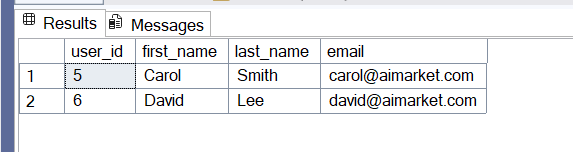 Results Messages
user_id first_name last_name email
1 5 Carol Smith carol@aimarket.com
2 6 David Lee david@aimarket.com